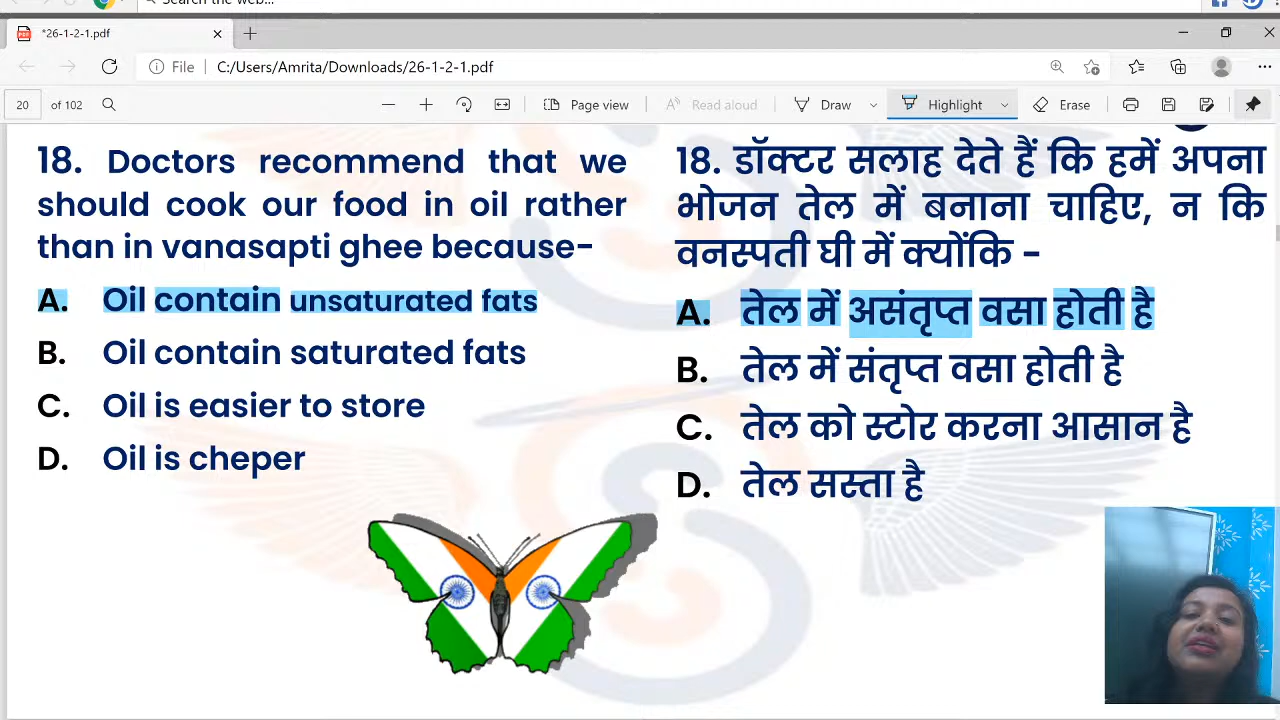 Search the web...
*26-1-2-1.pdf
File C:/Users/Amrita/Downloads/26-1-2-1.pdf
20 of 102 Page view Read aloud Draw Highlight Erase
18. Doctors recommend that we
should cook our food in oil rather
than in vanasapti ghee because-
A. Oil contain unsaturated fats
B. Oil contain saturated fats
C. Oil is easier to store
D. Oil is cheper
18. डॉक्टर सलाह देते हैं कि हमें अपना
भोजन तेल में बनाना चाहिए, न कि
वनस्पती घी में क्योंकि -
A. तेल में असंतृप्त वसा होती है
B. तेल में संतृप्त वसा होती है
C. तेल को स्टोर करना आसान है
D. तेल सस्ता है